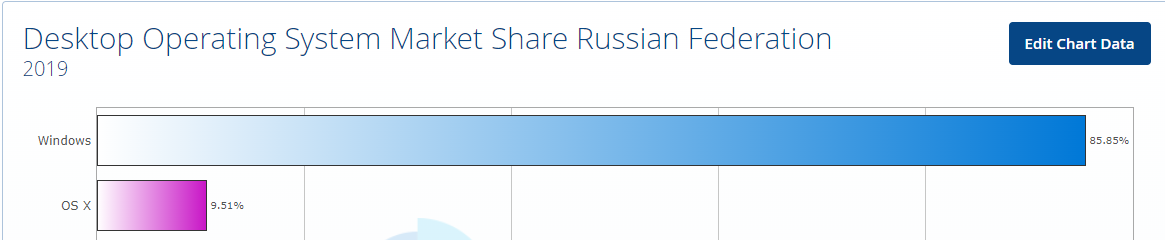 Desktop Operating System Market Share Russian Federation
Edit Chart Data
2019
Windows
85.85%
OS X
9.51%